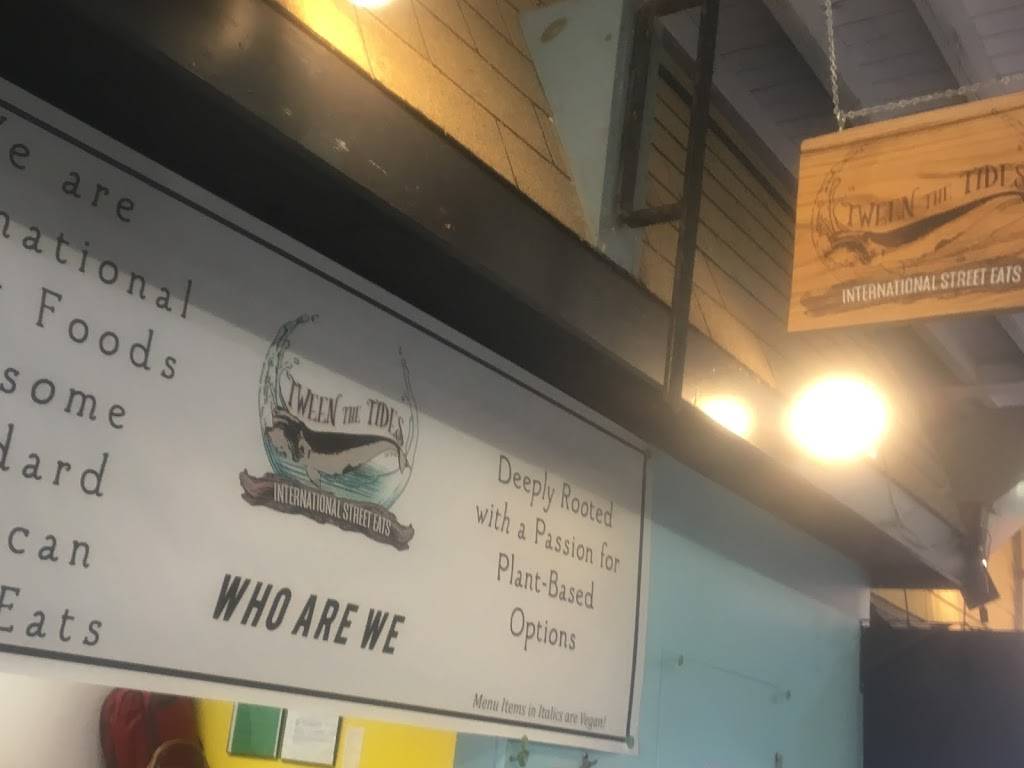 e are
national
Foods
some
dard
can
Eats
TWEEN THE TIDES
INTERNATIONAL STREET EATS
WHO ARE WE
Deeply Rooted
with a Passion for
Plant-Based
Options
Menu Items in Italics are Vegan!
TWEEN THE TIDES
INTERNATIONAL STREET EATS